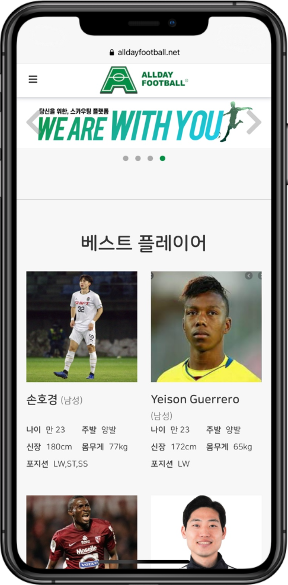 alldayfootball.net
ALLDAY
FOOTBALL
당신을 위한, 스카우팅 플랫폼
WE ARE WITH YOU
베스트 플레이어
손호경 (남성)
나이 만 23 주발 양발
신장 180cm 몸무게 77kg
포지션 LW,ST,SS
Yeison Guerrero
(남성)
나이 만 23 주발 양발
신장 172cm 몸무게 65kg
포지션 LW
32
Moselle